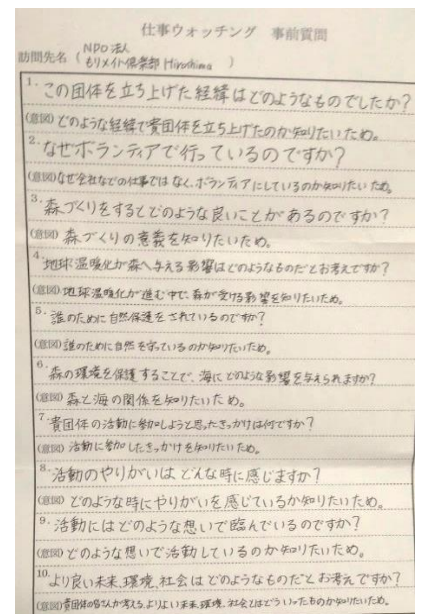 仕事ウォッチング 事前質問
NPO法人
訪問先名（もりメイト倶楽部 Hiroshima ）
1. この団体を立ち上げた経緯はどのようなものでしたか?
(意図) どのような経緯で貴団体を立ち上げたのか知りたいため。
2. なぜボランティアで行っているのですか?
(意図) なぜ会社などの仕事ではなく、ボランティアにしているのか知りたいため。
3. 森づくりをするとどのような良いことがあるのですか?
(意図) 森づくりの意義を知りたいため。
4. 地球温暖化が森へ与える影響はどのようなものだとお考えですか?
(意図) 地球温暖化が進む中で、森が受ける影響を知りたいため。
5. 誰のために自然保護をされているのですか?
(意図) 誰のために自然を守っているのか知りたいため。
6. 森の環境を保護することで、海にどのような影響を与えられますか?
(意図) 森と海の関係を知りたいため。
7. 貴団体の活動に参加しようと思ったきっかけは何ですか?
(意図) 活動に参加したきっかけを知りたいため。
8. 活動のやりがいはどんな時に感じますか?
(意図) どのような時にやりがいを感じているか知りたいため。
9. 活動にはどのような想いで臨んでいるのですか?
(意図) どのような想いで活動しているのか知りたいため。
10. より良い未来、環境、社会はどのようなものだとお考えですか?
(意図) 貴団体の皆さんが考える、よりよい未来、環境、社会とはどういったものか知りたいため。